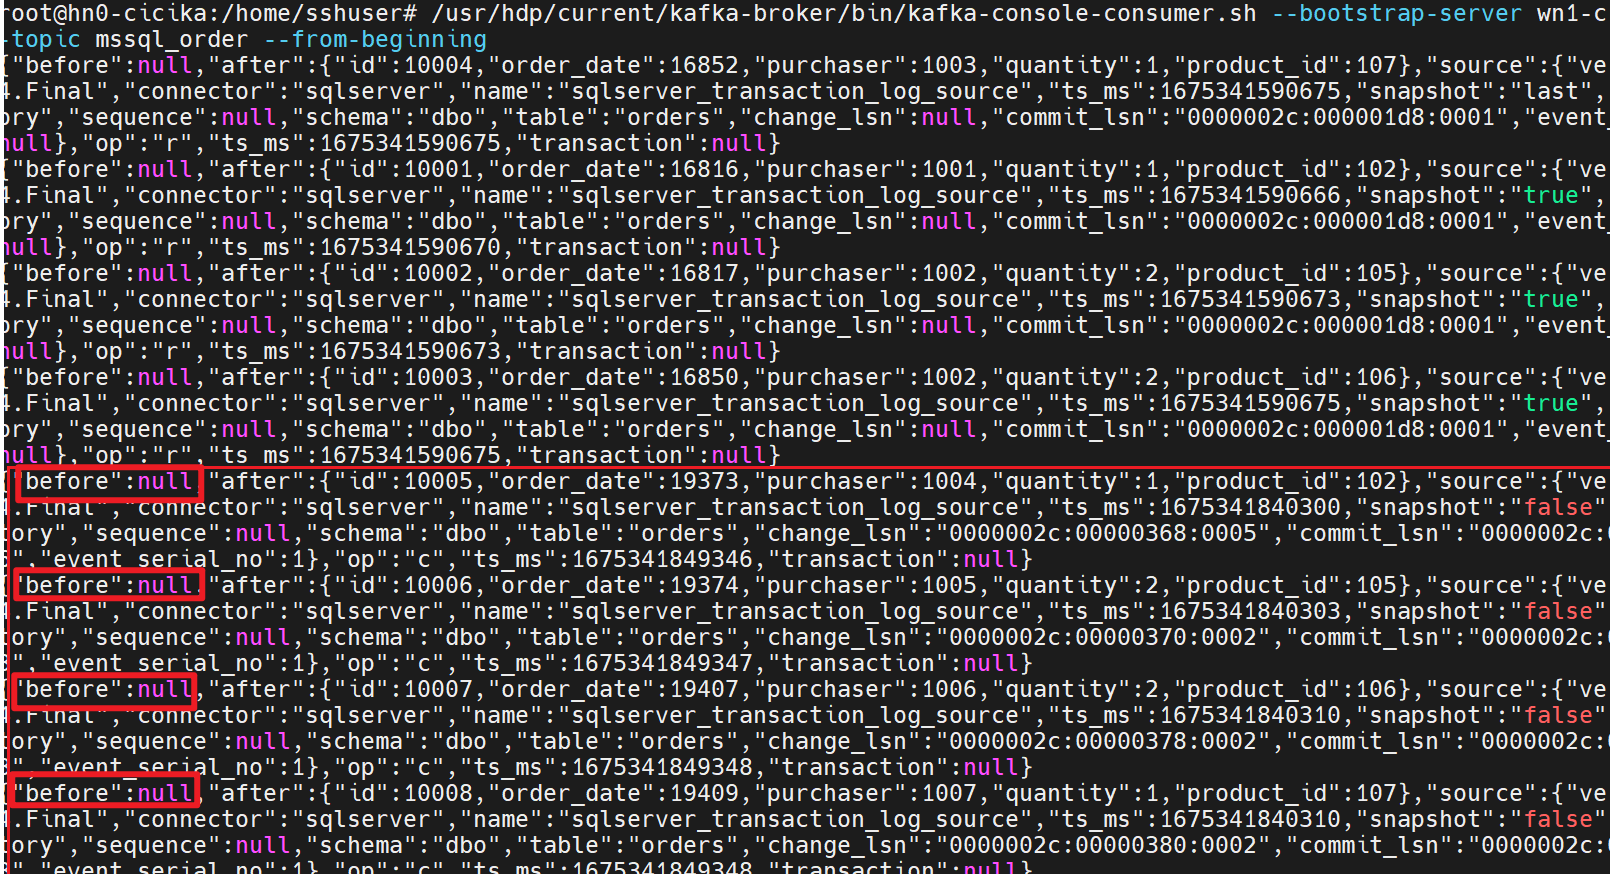 root@hn0-cicika:/home/sshuser# /usr/hdp/current/kafka-broker/bin/kafka-console-consumer.sh --bootstrap-server wn1-c
-topic mssql_order --from-beginning
{"before":null,"after":{"id":10004,"order_date":16852,"purchaser":1003,"quantity":1,"product_id":107},"source":{"ve
4.Final","connector":"sqlserver","name":"sqlserver_transaction_log_source","ts_ms":1675341590675,"snapshot":"last",
ory","sequence":null,"schema":"dbo","table":"orders","change_lsn":null,"commit_lsn":"0000002c:000001d8:0001","event_
null},"op":"r","ts_ms":1675341590675,"transaction":null}
{"before":null,"after":{"id":10001,"order_date":16816,"purchaser":1001,"quantity":1,"product_id":102},"source":{"ve
4.Final","connector":"sqlserver","name":"sqlserver_transaction_log_source","ts_ms":1675341590666,"snapshot":"true",
ory","sequence":null,"schema":"dbo","table":"orders","change_lsn":null,"commit_lsn":"0000002c:000001d8:0001","event_
null},"op":"r","ts_ms":1675341590670,"transaction":null}
{"before":null,"after":{"id":10002,"order_date":16817,"purchaser":1002,"quantity":2,"product_id":105},"source":{"ve
4.Final","connector":"sqlserver","name":"sqlserver_transaction_log_source","ts_ms":1675341590673,"snapshot":"true",
ory","sequence":null,"schema":"dbo","table":"orders","change_lsn":null,"commit_lsn":"0000002c:000001d8:0001","event_
null},"op":"r","ts_ms":1675341590673,"transaction":null}
{"before":null,"after":{"id":10003,"order_date":16850,"purchaser":1002,"quantity":2,"product_id":106},"source":{"ve
4.Final","connector":"sqlserver","name":"sqlserver_transaction_log_source","ts_ms":1675341590675,"snapshot":"true",
ory","sequence":null,"schema":"dbo","table":"orders","change_lsn":null,"commit_lsn":"0000002c:000001d8:0001","event_
null},"op":"r","ts_ms":1675341590675,"transaction":null}
{"before":null,"after":{"id":10005,"order_date":19373,"purchaser":1004,"quantity":1,"product_id":102},"source":{"ve
4.Final","connector":"sqlserver","name":"sqlserver_transaction_log_source","ts_ms":1675341840300,"snapshot":"false"
ory","sequence":null,"schema":"dbo","table":"orders","change_lsn":"0000002c:00000368:0005","commit_lsn":"0000002c:0
","event_serial_no":1},"op":"c","ts_ms":1675341849346,"transaction":null}
{"before":null,"after":{"id":10006,"order_date":19374,"purchaser":1005,"quantity":2,"product_id":105},"source":{"ve
4.Final","connector":"sqlserver","name":"sqlserver_transaction_log_source","ts_ms":1675341840303,"snapshot":"false"
ory","sequence":null,"schema":"dbo","table":"orders","change_lsn":"0000002c:00000370:0002","commit_lsn":"0000002c:0
","event_serial_no":1},"op":"c","ts_ms":1675341849347,"transaction":null}
{"before":null,"after":{"id":10007,"order_date":19407,"purchaser":1006,"quantity":2,"product_id":106},"source":{"ve
4.Final","connector":"sqlserver","name":"sqlserver_transaction_log_source","ts_ms":1675341840310,"snapshot":"false"
ory","sequence":null,"schema":"dbo","table":"orders","change_lsn":"0000002c:00000378:0002","commit_lsn":"0000002c:0
","event_serial_no":1},"op":"c","ts_ms":1675341849348,"transaction":null}
{"before":null,"after":{"id":10008,"order_date":19409,"purchaser":1007,"quantity":1,"product_id":107},"source":{"ve
4.Final","connector":"sqlserver","name":"sqlserver_transaction_log_source","ts_ms":1675341840310,"snapshot":"false"
ory","sequence":null,"schema":"dbo","table":"orders","change_lsn":"0000002c:00000380:0002","commit_lsn":"0000002c:0
","event_serial_no":1},"op":"c","ts_ms":1675341849348,"transaction":null}